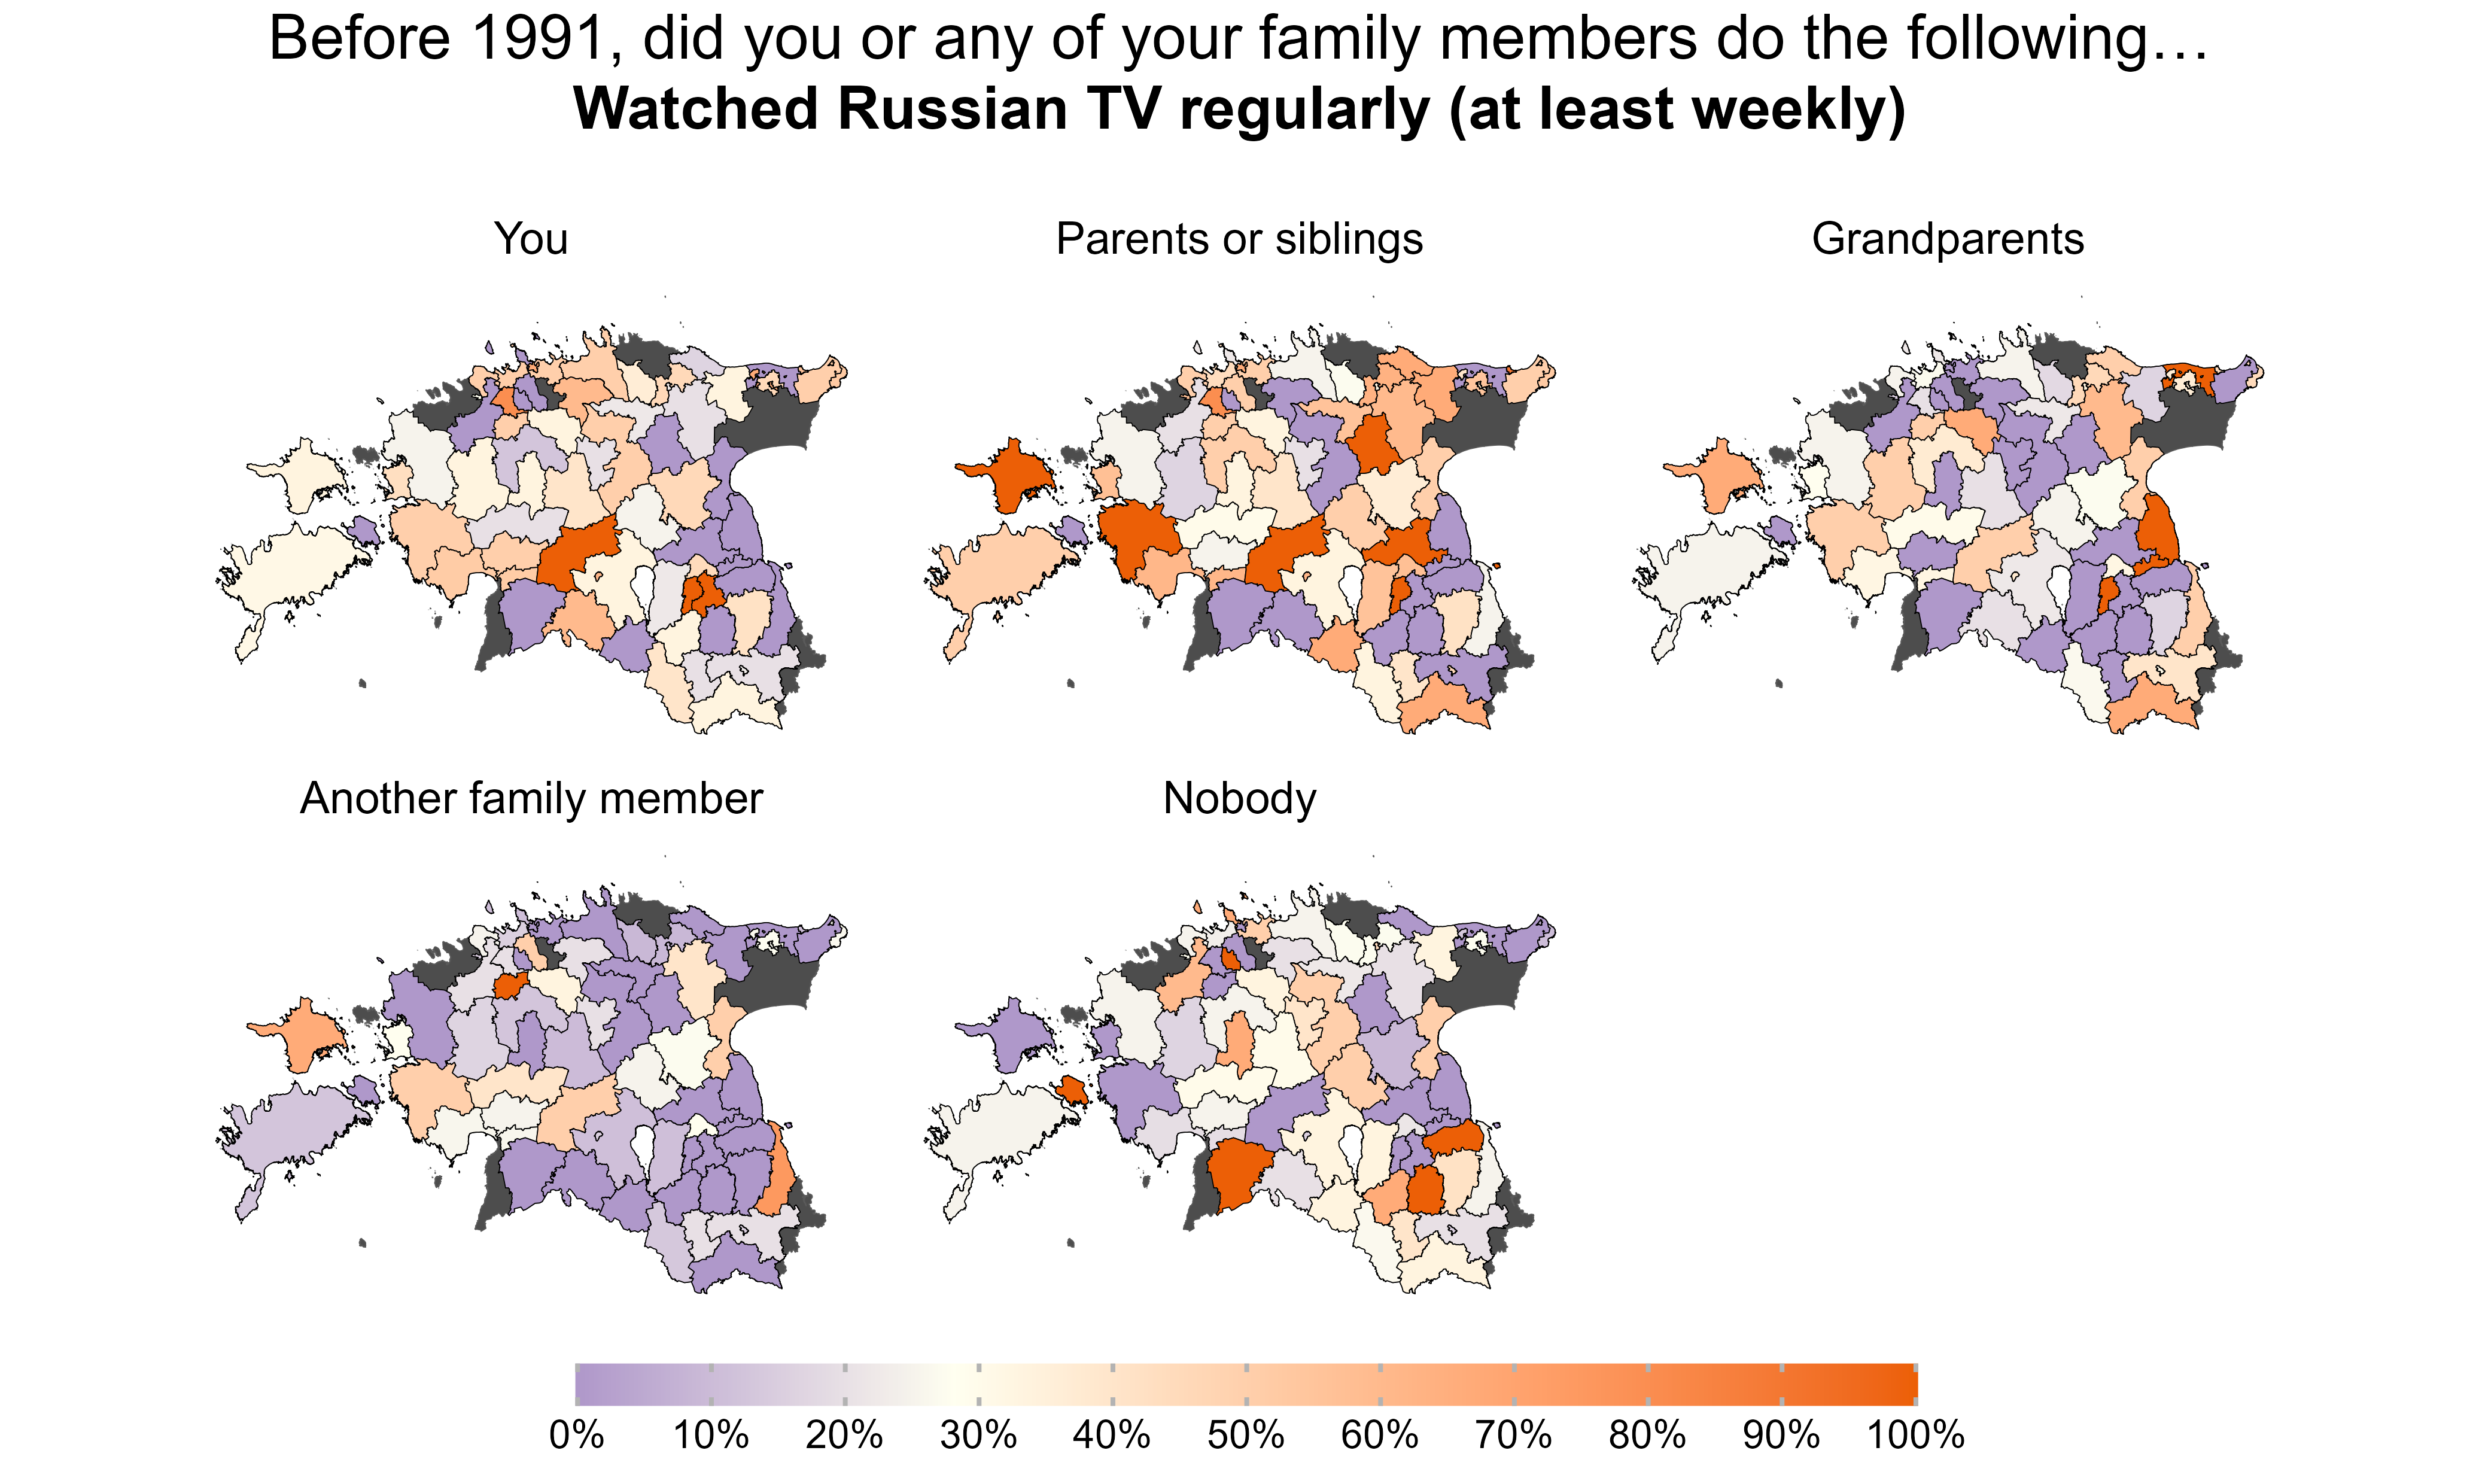 Before 1991, did you or any of your family members do the following…
Watched Russian TV regularly (at least weekly)
You
Parents or siblings
Grandparents
Another family member
Nobody
0% 10% 20% 30% 40% 50% 60% 70% 80% 90% 100%